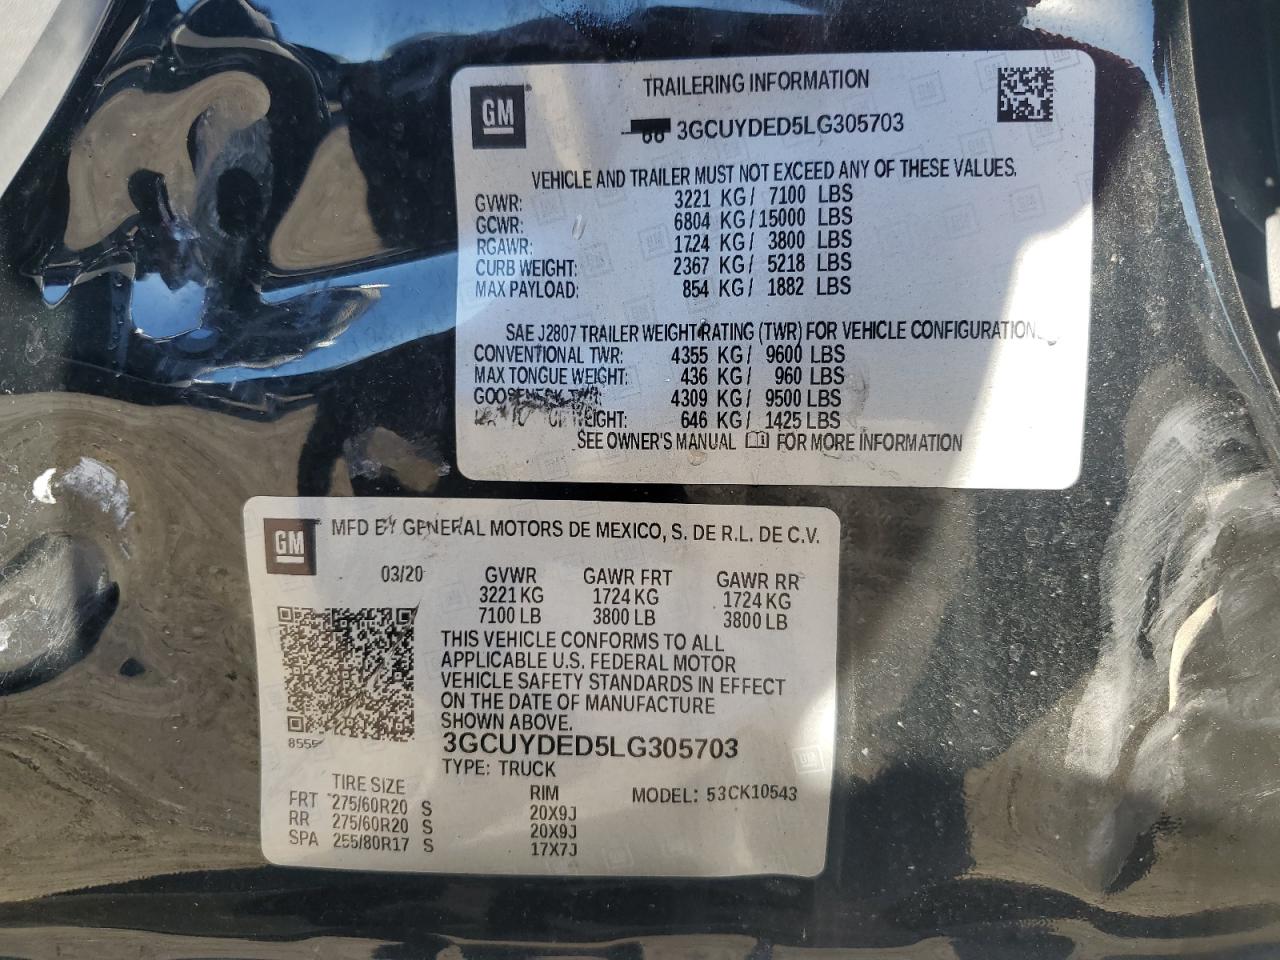 GM
TRAILERING INFORMATION
3GCUYDED5LG305703
VEHICLE AND TRAILER MUST NOT EXCEED ANY OF THESE VALUES.
GVWR: 3221 KG/ 7100 LBS
GCWR: 6804 KG/15000 LBS
RGAWR: 1724 KG/ 3800 LBS
CURB WEIGHT: 2367 KG/ 5218 LBS
MAX PAYLOAD: 854 KG/ 1882 LBS
SAE J2807 TRAILER WEIGHT RATING (TWR) FOR VEHICLE CONFIGURATION
CONVENTIONAL TWR: 4355 KG/ 9600 LBS
MAX TONGUE WEIGHT: 436 KG/ 960 LBS
GOOSENECK TWR: 4309 KG/ 9500 LBS
646 KG/ 1425 LBS
SEE OWNER'S MANUAL FOR MORE INFORMATION
GM
MFD BY GENERAL MOTORS DE MEXICO, S. DE R.L. DE C.V.
03/20 GVWR GAWR FRT GAWR RR
3221 KG 1724 KG 1724 KG
7100 LB 3800 LB 3800 LB
THIS VEHICLE CONFORMS TO ALL
APPLICABLE U.S. FEDERAL MOTOR
VEHICLE SAFETY STANDARDS IN EFFECT
ON THE DATE OF MANUFACTURE
SHOWN ABOVE.
8555
3GCUYDED5LG305703
TYPE: TRUCK
TIRE SIZE RIM MODEL: 53CK10543
FRT 275/60R20 S 20X9J
RR 275/60R20 S 20X9J
SPA 255/80R17 S 17X7J